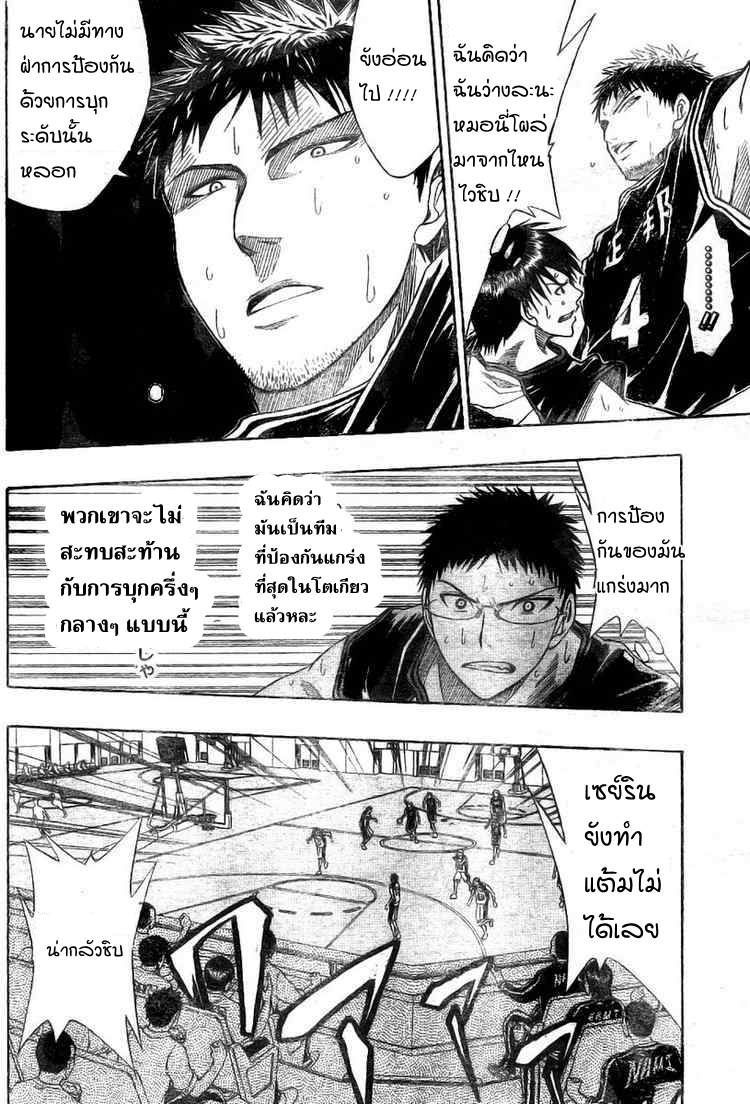 ฉันคิดว่า
ฉันว่างละนะ
หมอนี่โผล่
มาจากไหน
ไวชิบ !!
..........!!
正邦
4
ยังอ่อน
ไป !!!!
นายไม่มีทาง
ฝ่าการป้องกัน
ด้วยการบุก
ระดับนั้น
หลอก
การป้อง
กันของมัน
แกร่งมาก
ฉันคิดว่า
มันเป็นทีม
ที่ป้องกันแกร่ง
ที่สุดในโตเกียว
แล้วหละ
พวกเขาจะไม่
สะทบสะท้าน
กับการบุกครึ่งๆ
กลางๆ แบบนี้
เซย์ริน
ยังทำ
แต้มไม่
ได้เลย
น่ากลัวชิบ
ワアアァ